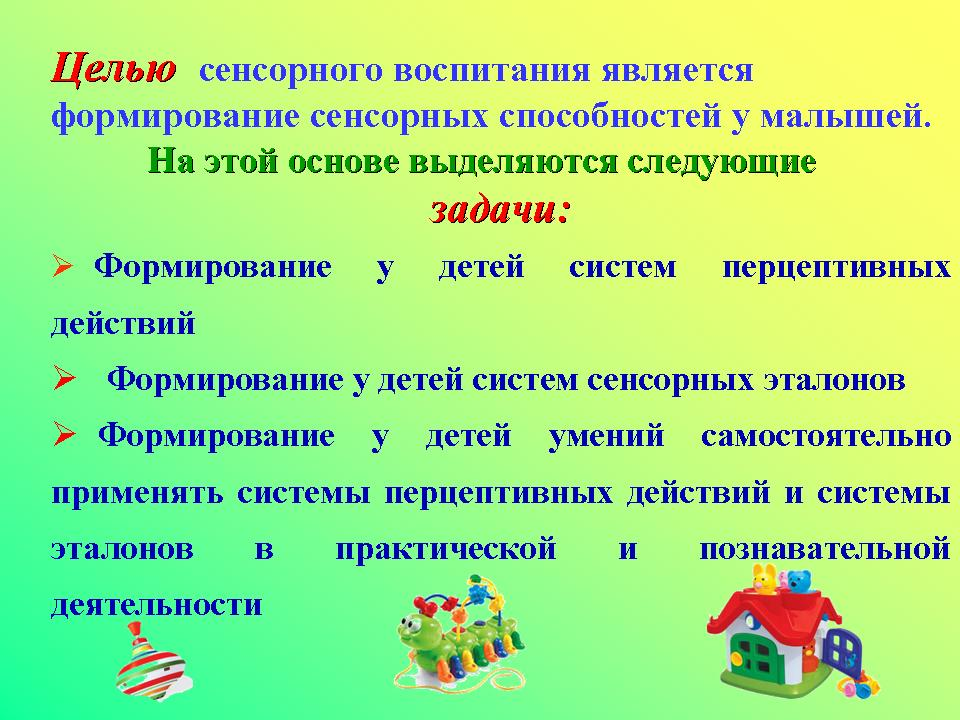 Целью сенсорного воспитания является
формирование сенсорных способностей у малышей.
На этой основе выделяются следующие
задачи:
➢ Формирование у детей систем перцептивных
действий
➢ Формирование у детей систем сенсорных эталонов
➢ Формирование у детей умений самостоятельно
применять системы перцептивных действий и системы
эталонов в практической и познавательной
деятельности